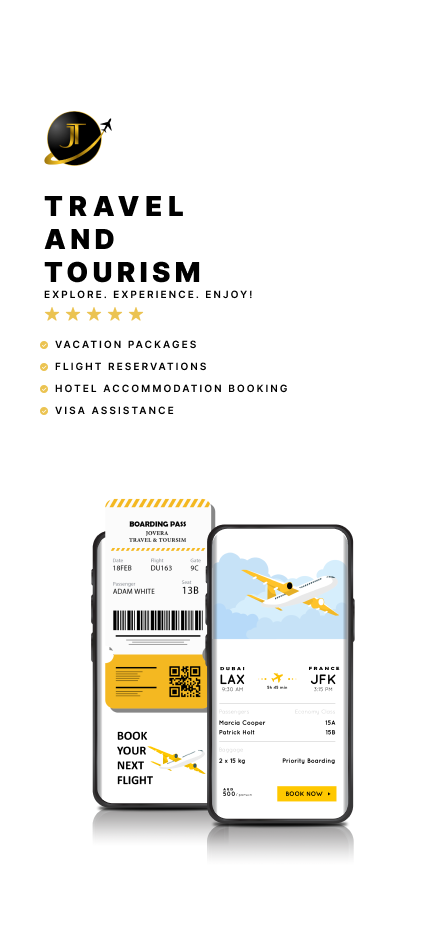 JT
TRAVEL
AND
TOURISM
EXPLORE. EXPERIENCE. ENJOY!
VACATION PACKAGES
FLIGHT RESERVATIONS
HOTEL ACCOMMODATION BOOKING
VISA ASSISTANCE
BOARDING PASS
JOVERA
TRAVEL & TOURSIM
Date Flight Gate
18FEB DU163 9C
Passenger Seat
ADAM WHITE 13B
BOOK
YOUR
NEXT
FLIGHT
DUBAI FRANCE
LAX JFK
9:30 AM 5h 45 min 3:15 PM
Passengers Economy Class
Marcia Cooper 15A
Patrick Holt 15B
Baggage
2 x 15 kg Priority Boarding
AED
500 / person
BOOK NOW